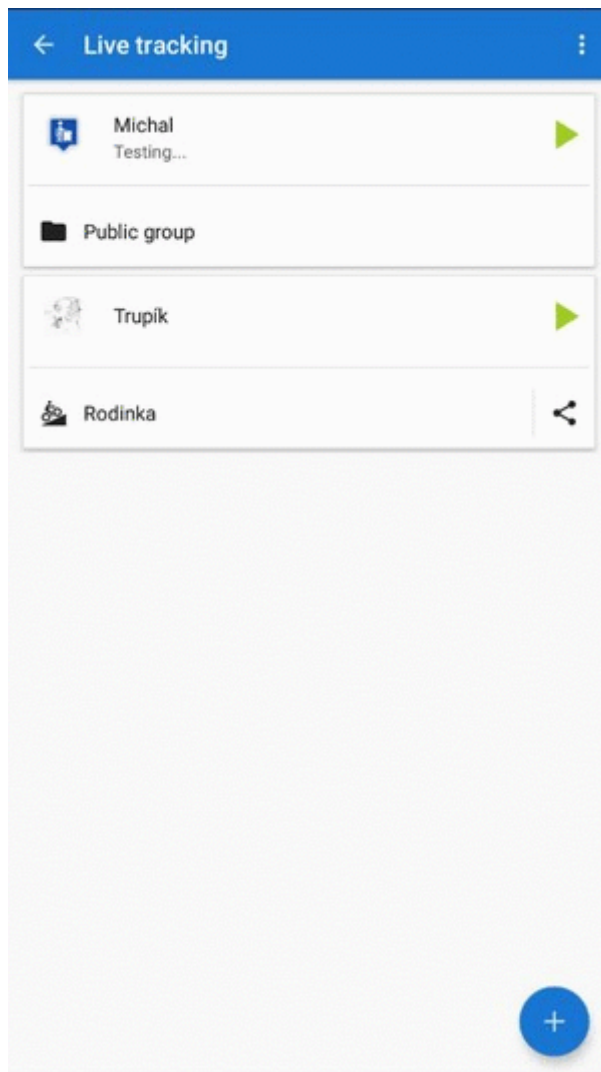 Live tracking
Michal
Testing...
Public group
Trupík
Rodinka